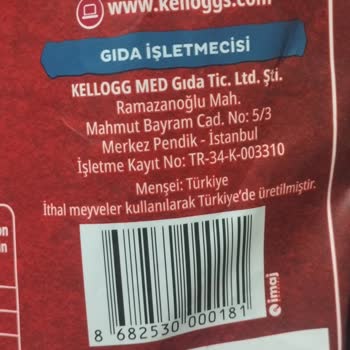 www.kelloggs.com
GIDA İŞLETMECİSİ
KELLOGG MED Gıda Tic. Ltd. Şti.
Ramazanoğlu Mah.
Mahmut Bayram Cad. No: 5/3
Merkez Pendik - İstanbul
İşletme Kayıt No: TR-34-K-003310
Menşei: Türkiye
İthal meyveler kullanılarak Türkiye'de üretilmiştir.
8 682530 000181
imaj